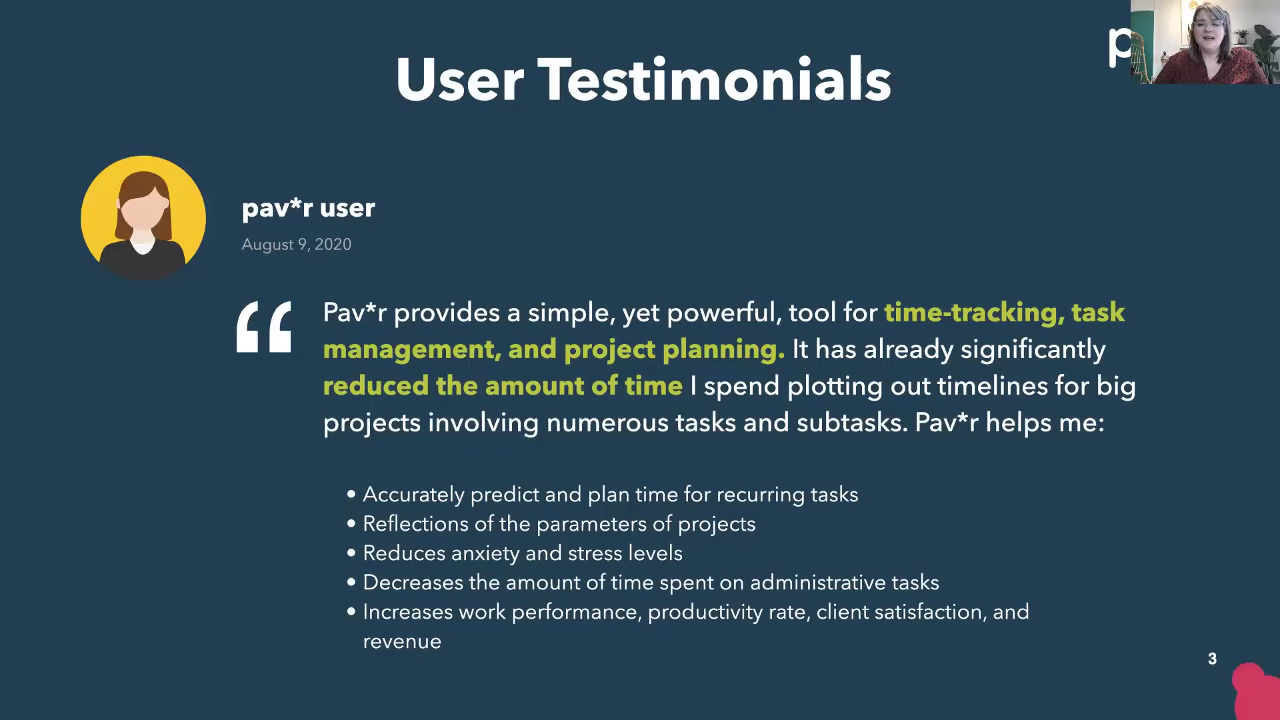 p
User Testimonials
pav*r user
August 9, 2020
“
Pav*r provides a simple, yet powerful, tool for time-tracking, task
management, and project planning. It has already significantly
reduced the amount of time I spend plotting out timelines for big
projects involving numerous tasks and subtasks. Pav*r helps me:
• Accurately predict and plan time for recurring tasks
• Reflections of the parameters of projects
• Reduces anxiety and stress levels
• Decreases the amount of time spent on administrative tasks
• Increases work performance, productivity rate, client satisfaction, and
revenue
3